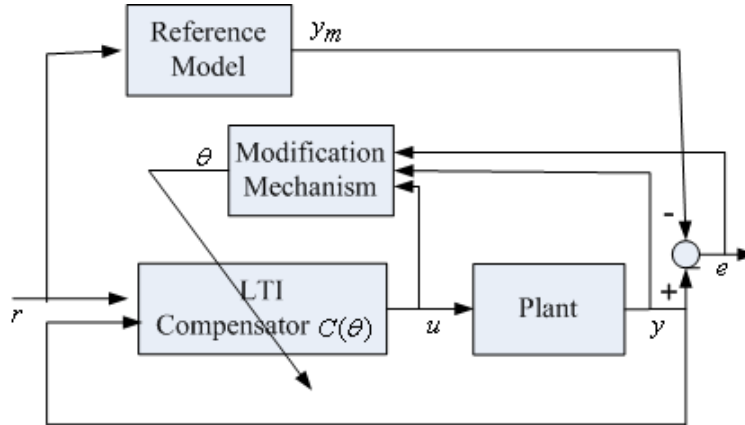 Reference
Model
y_m
θ
Modification
Mechanism
-
e
r
LTI
Compensator C(θ)
u
Plant
+
y